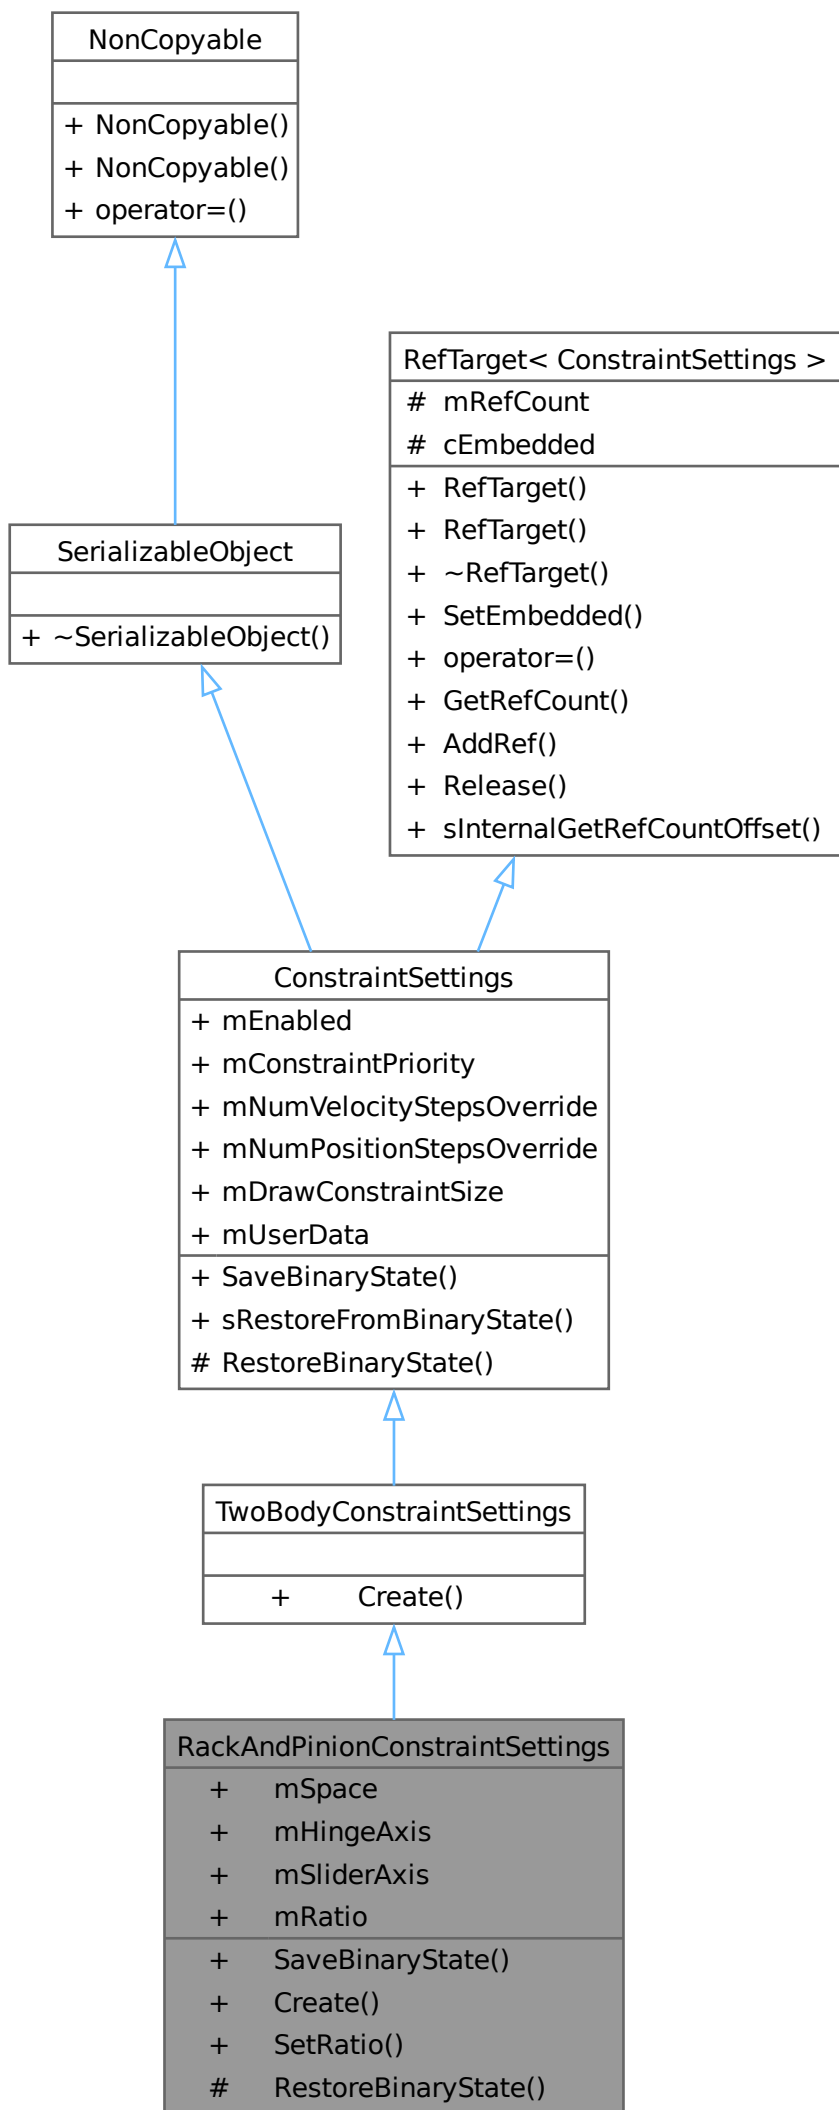 NonCopyable
+ NonCopyable()
+ NonCopyable()
+ operator=()
RefTarget< ConstraintSettings >
# mRefCount
# cEmbedded
+ RefTarget()
+ RefTarget()
+ ~RefTarget()
+ SetEmbedded()
+ operator=()
+ GetRefCount()
+ AddRef()
+ Release()
+ sInternalGetRefCountOffset()
SerializableObject
+ ~SerializableObject()
ConstraintSettings
+ mEnabled
+ mConstraintPriority
+ mNumVelocityStepsOverride
+ mNumPositionStepsOverride
+ mDrawConstraintSize
+ mUserData
+ SaveBinaryState()
+ sRestoreFromBinaryState()
# RestoreBinaryState()
TwoBodyConstraintSettings
+ Create()
RackAndPinionConstraintSettings
+ mSpace
+ mHingeAxis
+ mSliderAxis
+ mRatio
+ SaveBinaryState()
+ Create()
+ SetRatio()
# RestoreBinaryState()